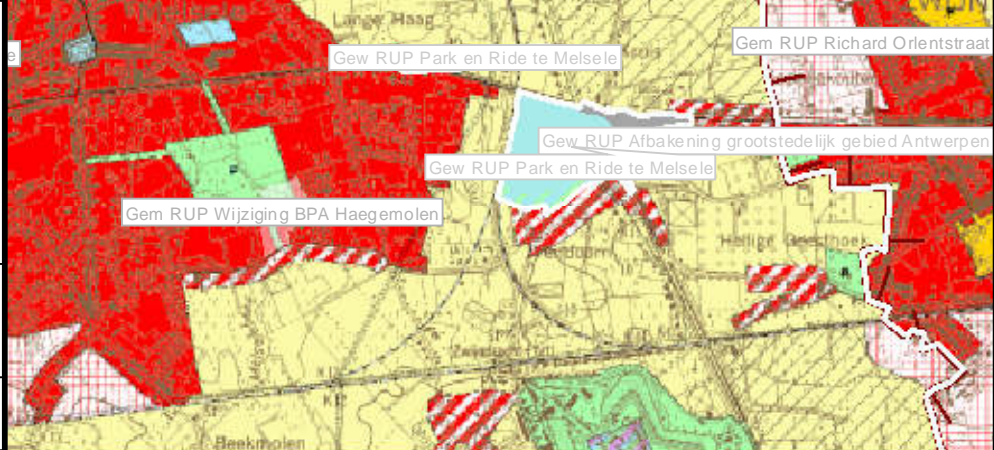 Lange Haag
Gem RUP Richard Orlentstraat
e
Gew RUP Park en Ride te Melsele
Gew RUP Afbakening grootstedelijk gebied Antwerpen
Gew RUP Park en Ride te Melsele
Gem RUP Wijziging BPA Haegemolen
Heilige Geesthoek
Beekmolen